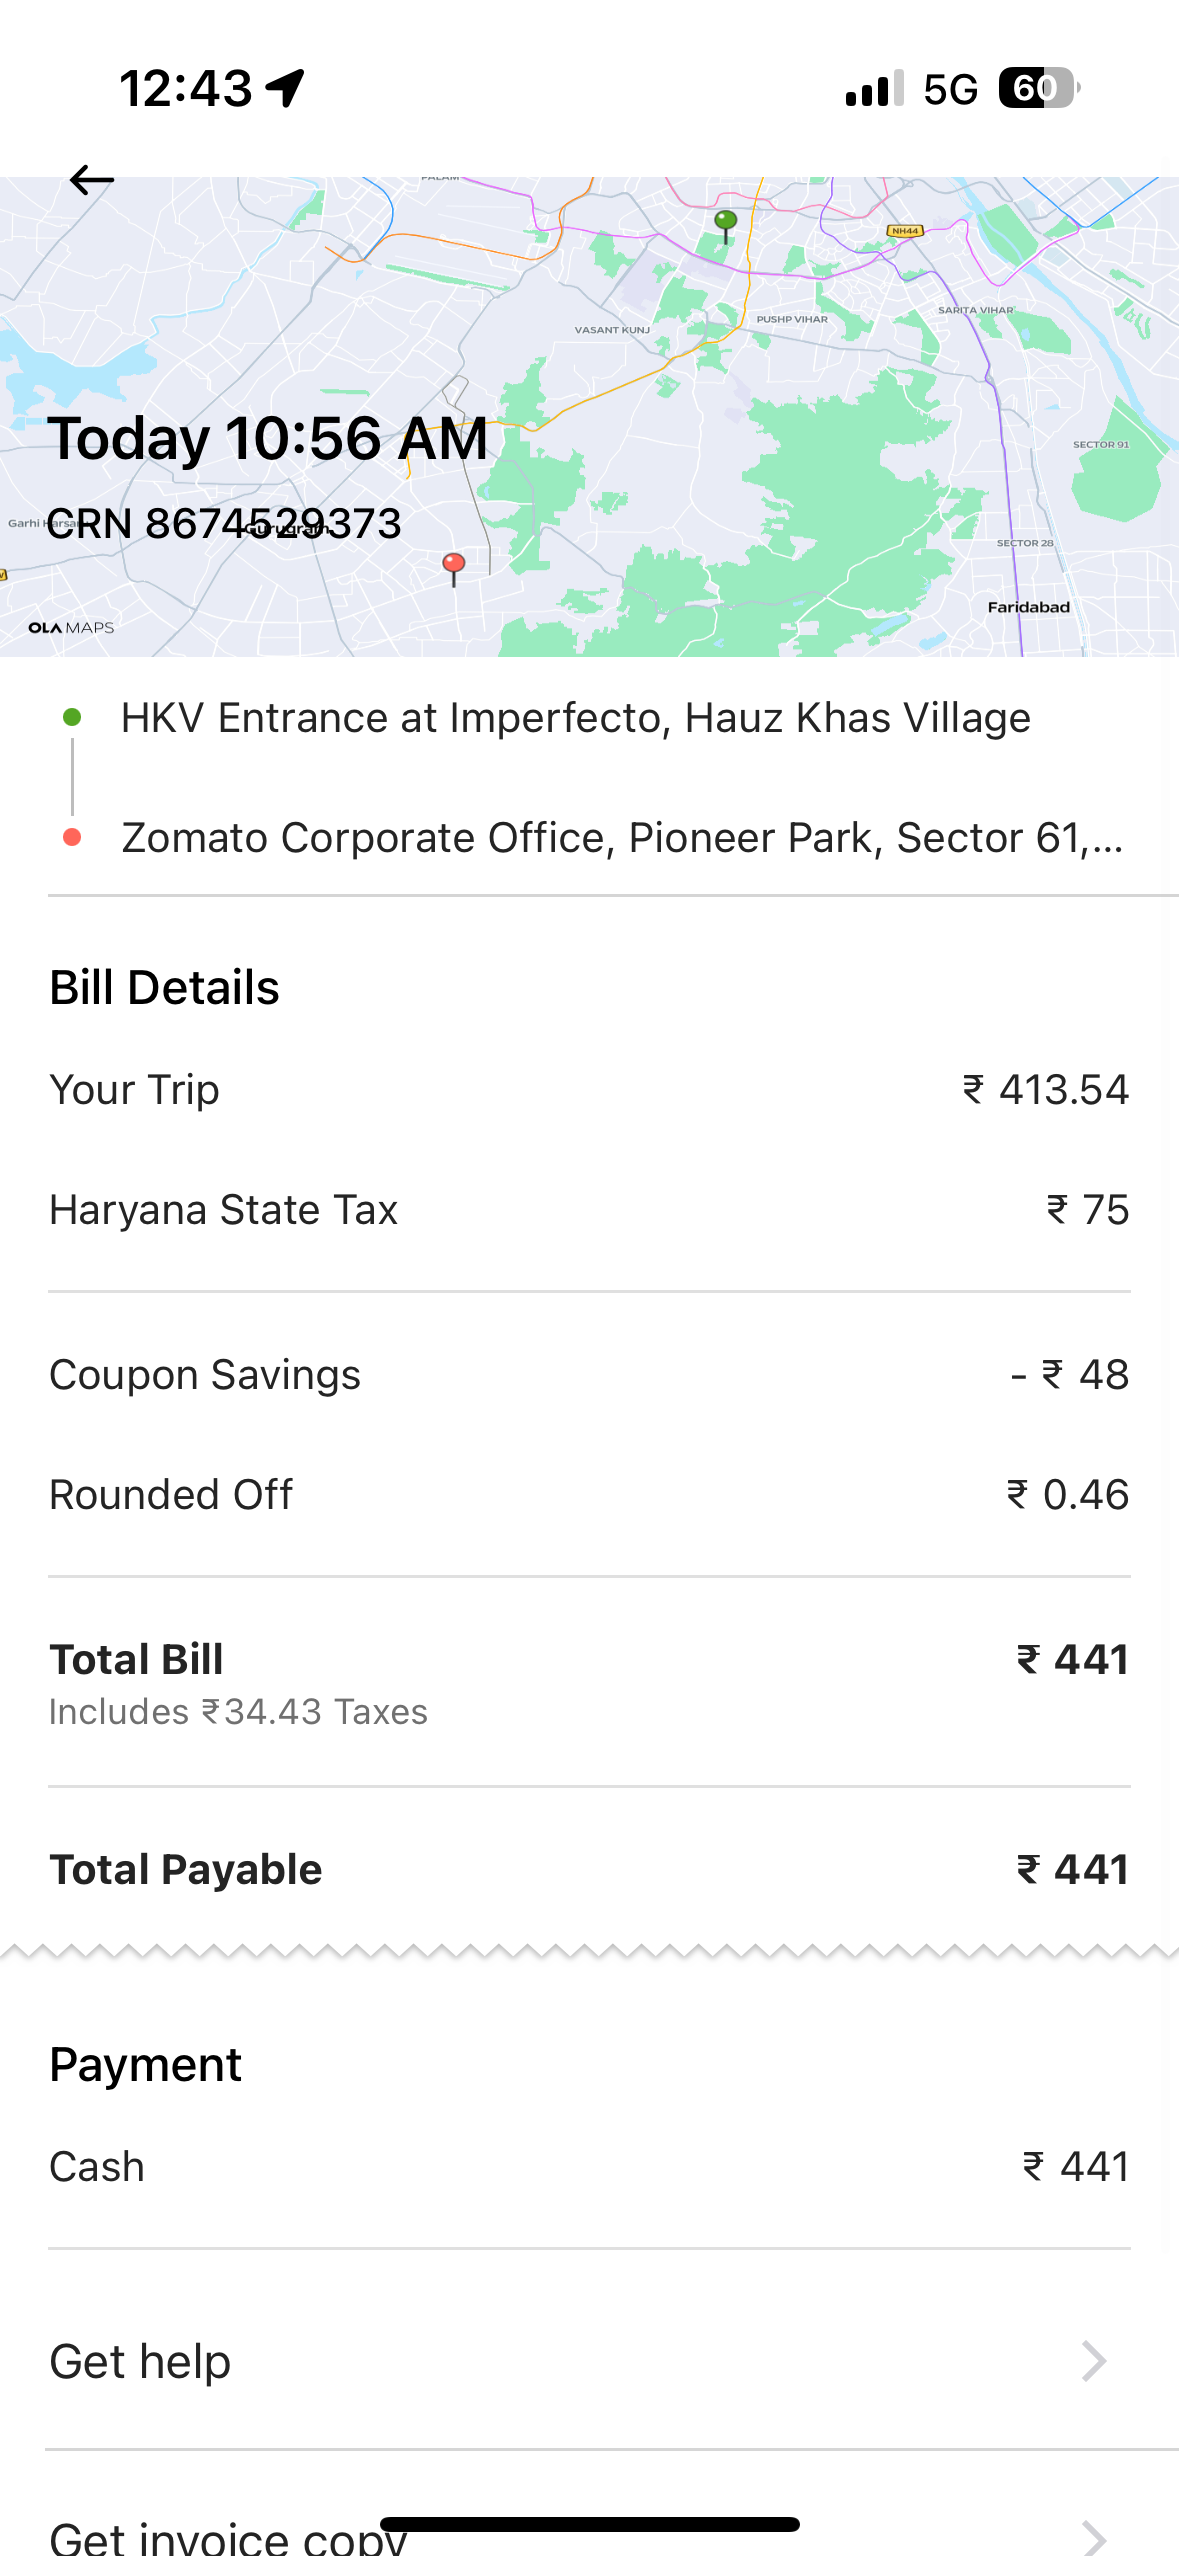 12:43
5G
60
PALAM
NH44
SARITA VIHAR
PUSHP VIHAR
VASANT KUNJ
Today 10:56 AM
SECTOR 91
CRN 8674529373
Gurugram
SECTOR 28
Faridabad
OLA MAPS
HKV Entrance at Imperfecto, Hauz Khas Village
Zomato Corporate Office, Pioneer Park, Sector 61,...
Bill Details
Your Trip ₹ 413.54
Haryana State Tax ₹ 75
Coupon Savings - ₹ 48
Rounded Off ₹ 0.46
Total Bill ₹ 441
Includes ₹34.43 Taxes
Total Payable ₹ 441
Payment
Cash ₹ 441
Get help
Get invoice copy